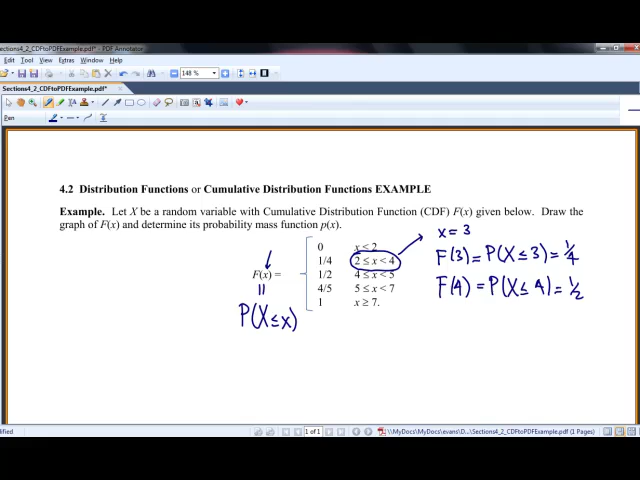 Sections4_2_CDFtoPDFExample.pdf* - PDF Annotator
Edit Tool View Extras Window Help
148 %
Sections4_2_CDFtoPDFExample.pdf*
Pen
4.2 Distribution Functions or Cumulative Distribution Functions EXAMPLE
Example. Let X be a random variable with Cumulative Distribution Function (CDF) F(x) given below. Draw the
graph of F(x) and determine its probability mass function p(x).
x = 3
0 x < 2
1/4 2 ≤ x < 4
F(x) = 1/2 4 ≤ x < 5
4/5 5 ≤ x < 7
1 x ≥ 7.
F(3) = P(X ≤ 3) = 1/4
F(4) = P(X ≤ 4) = 1/2
=
P(X ≤ x)
1 of 1
\\MyDocs\MyDocs\evans\D...\Sections4_2_CDFtoPDFExample.pdf (1 Pages)